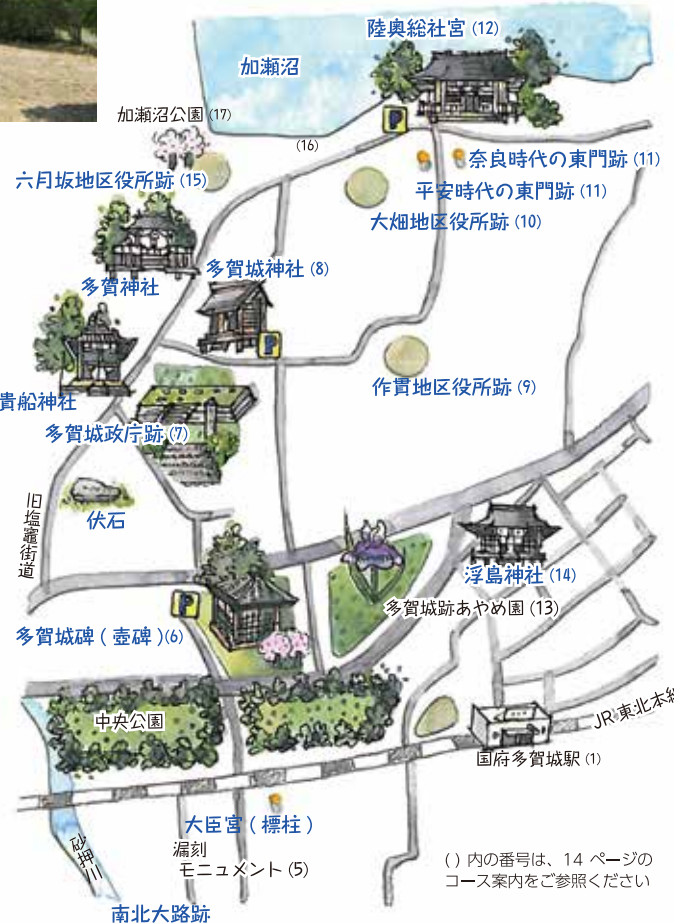 陸奥総社宮 (12)
加瀬沼
加瀬沼公園 (17)
(16)
奈良時代の東門跡 (11)
六月坂地区役所跡 (15)
平安時代の東門跡 (11)
大畑地区役所跡 (10)
多賀城神社 (8)
多賀神社
P
P
作貫地区役所跡 (9)
貴船神社
多賀城政庁跡 (7)
旧塩竈街道
伏石
浮島神社 (14)
P
多賀城跡あやめ園 (13)
多賀城碑 ( 壺碑 )(6)
中央公園
JR 東北本線
国府多賀城駅 (1)
大臣宮 ( 標柱 )
砂押川
漏刻
モニュメント (5)
( ) 内の番号は、14 ページの
コース案内をご参照ください
南北大路跡